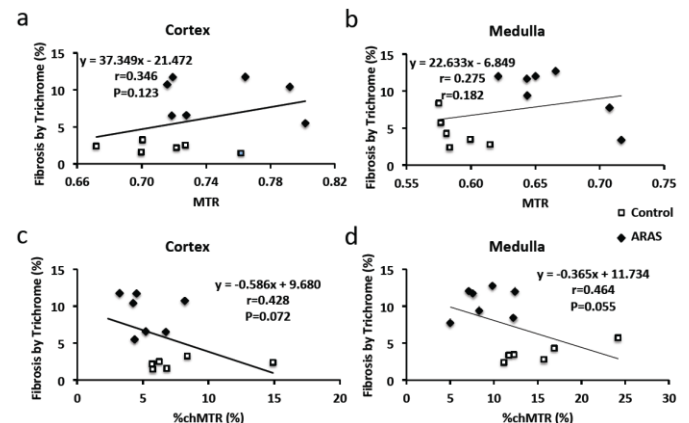 a
Cortex
Fibrosis by Trichrome (%)
15
10
5
0
0.66
0.70
0.74
0.78
0.82
MTR
y = 37.349x - 21.472
r=0.346
P=0.123
b
Medulla
Fibrosis by Trichrome (%)
15
10
5
0
0.55
0.60
0.65
0.70
0.75
MTR
y = 22.633x - 6.849
r= 0.275
r=0.182
Control
ARAS
c
Cortex
Fibrosis by Trichrome (%)
15
10
5
0
0
5
10
15
20
%chMTR (%)
y = -0.586x + 9.680
r=0.428
P=0.072
d
Medulla
Fibrosis by Trichrome (%)
15
10
5
0
0
5
10
15
20
25
30
%chMTR (%)
y = -0.365x + 11.734
r=0.464
P=0.055